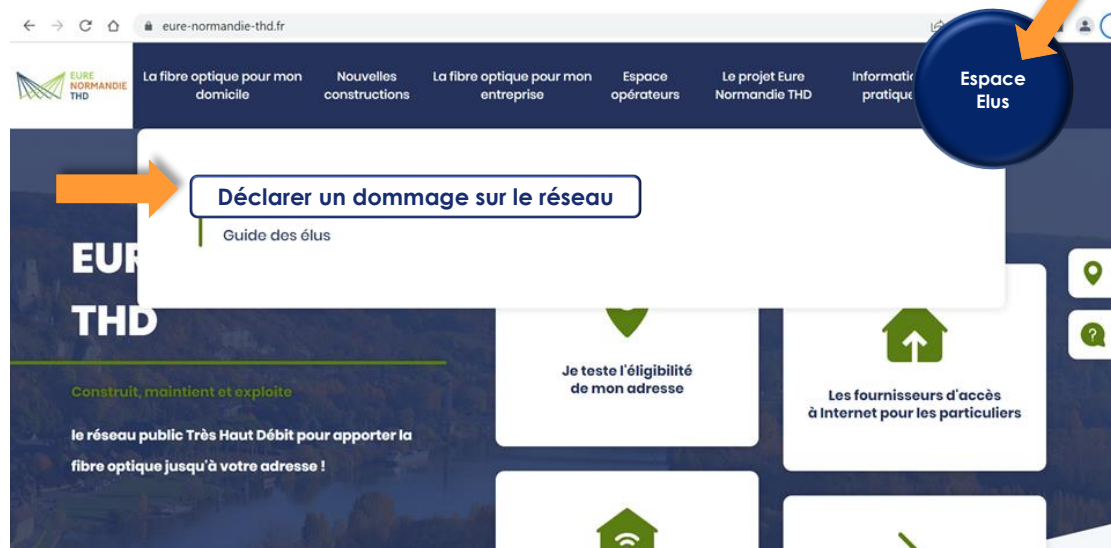 eure-normandie-thd.fr
EURE
NORMANDIE
THD
La fibre optique pour mon
domicile
Nouvelles
constructions
La fibre optique pour mon
entreprise
Espace
opérateurs
Le projet Eure
Normandie THD
Espace
Elus
Déclarer un dommage sur le réseau
Guide des élus
THD
Construit, maintient et exploite
le réseau public Très Haut Débit pour apporter la
fibre optique jusqu'à votre adresse !
Je teste l'éligibilité
de mon adresse
Les fournisseurs d'accès
à Internet pour les particuliers